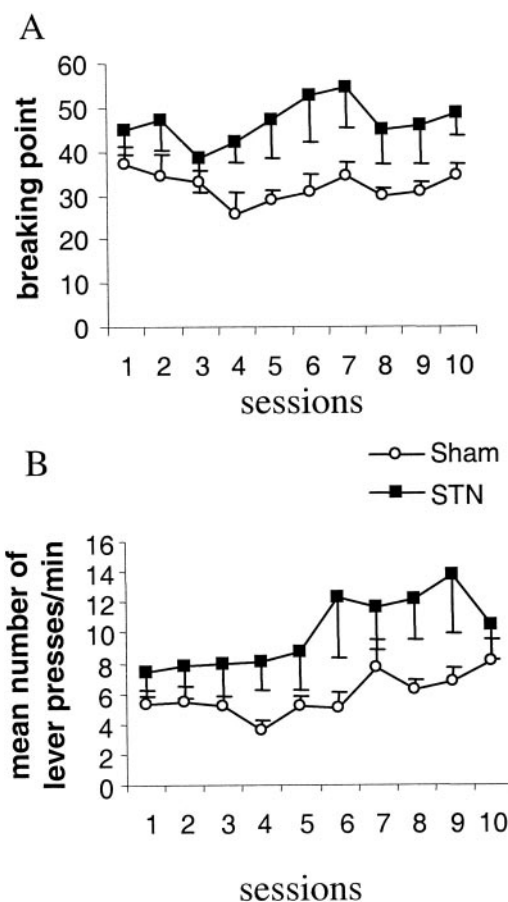 A
60
50
40
30
20
10
0
breaking point
1 2 3 4 5 6 7 8 9 10
sessions
B
Sham
STN
16
14
12
10
8
6
4
2
0
mean number of
lever presses/min
1 2 3 4 5 6 7 8 9 10
sessions